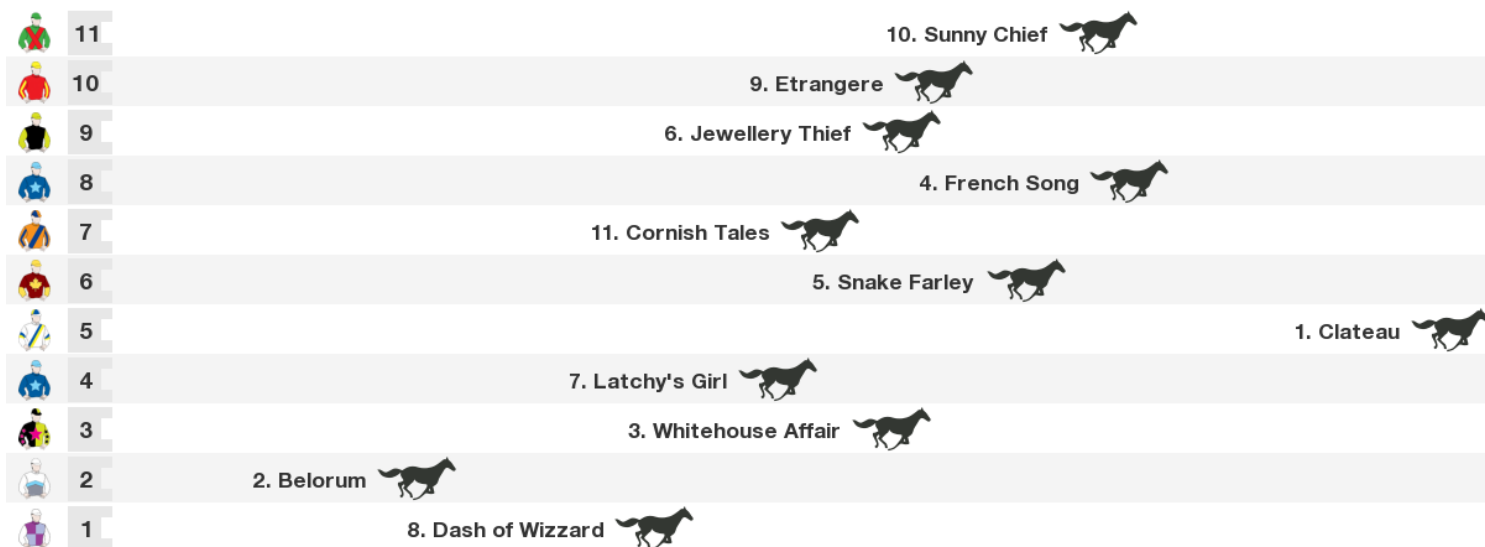 11 10. Sunny Chief
10 9. Etrangere
9 6. Jewellery Thief
8 4. French Song
7 11. Cornish Tales
6 5. Snake Farley
5 1. Clateau
4 7. Latchy's Girl
3 3. Whitehouse Affair
2 2. Belorum
1 8. Dash of Wizzard